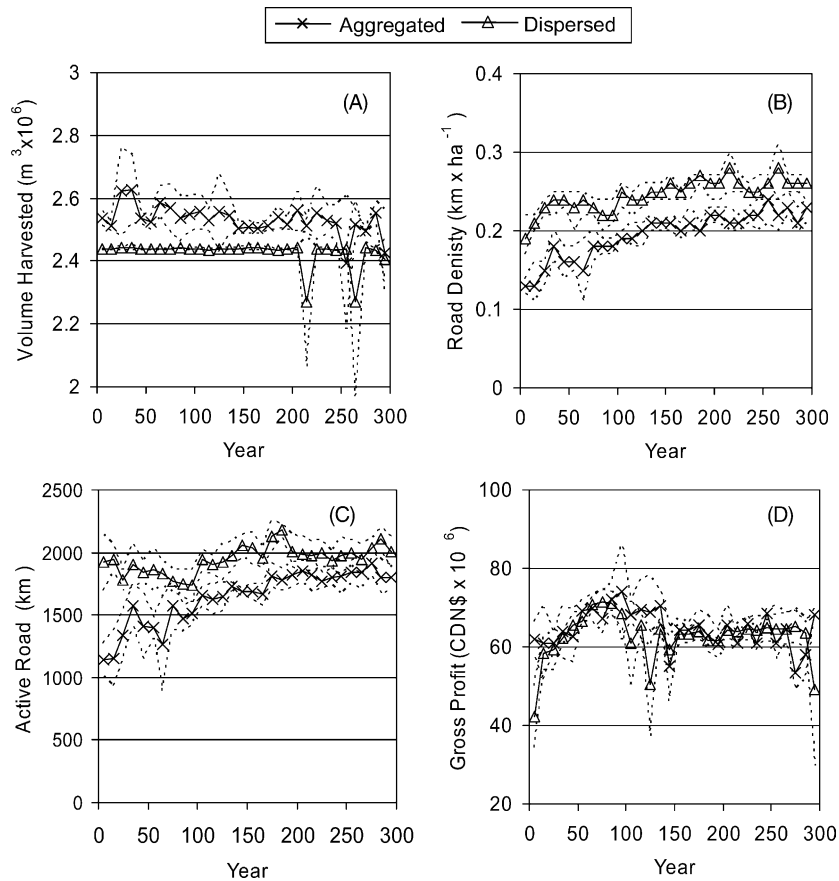 Aggregated Dispersed
(A)
Volume Harvested (m ³x10⁶)
3
2.8
2.6
2.4
2.2
2
0 50 100 150 200 250 300
Year
(B)
Road Denisty (km x ha ⁻¹)
0.4
0.3
0.2
0.1
0
0 50 100 150 200 250 300
Year
(C)
Active Road (km)
2500
2000
1500
1000
500
0
0 50 100 150 200 250 300
Year
(D)
Gross Profit (CDN$ x 10 ⁶)
100
80
60
40
20
0 50 100 150 200 250 300
Year